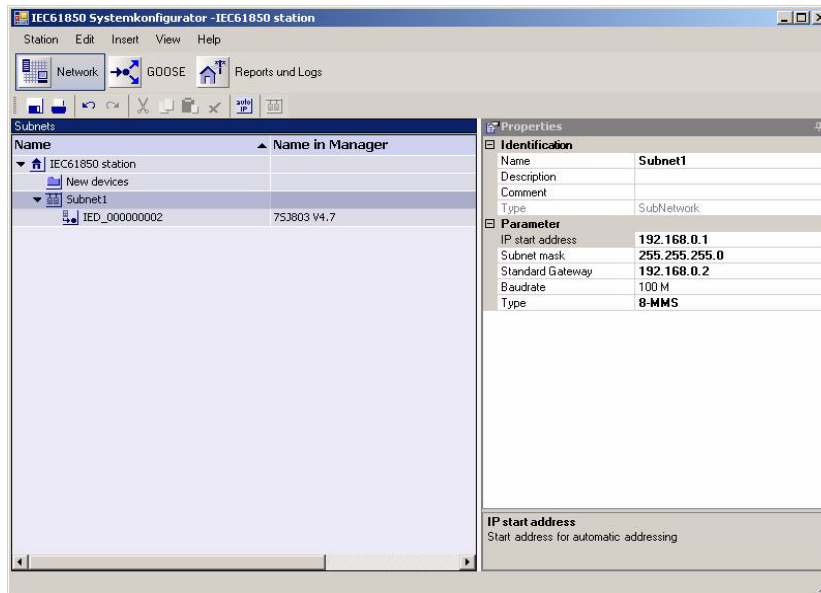 IEC61850 Systemkonfigurator -IEC61850 station
Station Edit Insert View Help
Network GOOSE Reports und Logs
auto IP
Subnets
Name Name in Manager
IEC61850 station
New devices
Subnet1
IED_000000002 7SJ803 V4.7
Properties
Identification
Name Subnet1
Description
Comment
Type SubNetwork
Parameter
IP start address 192.168.0.1
Subnet mask 255.255.255.0
Standard Gateway 192.168.0.2
Baudrate 100 M
Type 8-MMS
IP start address
Start address for automatic addressing